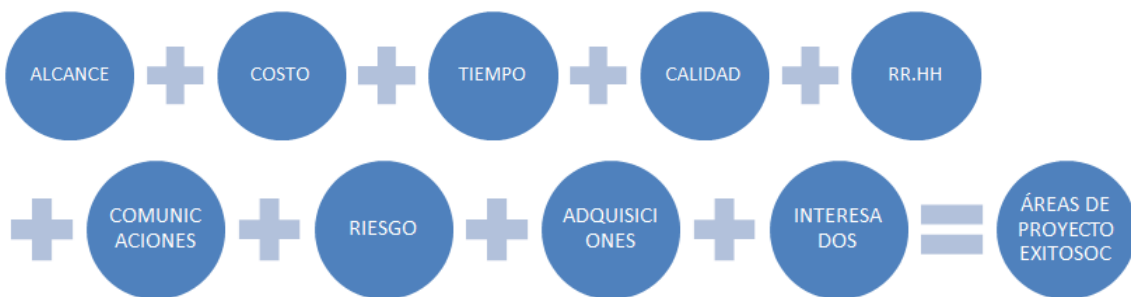 ALCANCE
COSTO
TIEMPO
CALIDAD
RR.HH
COMUNIC
ACIONES
RIESGO
ADQUISICI
ONES
INTERESA
DOS
ÁREAS DE
PROYECTO
EXITOSOC